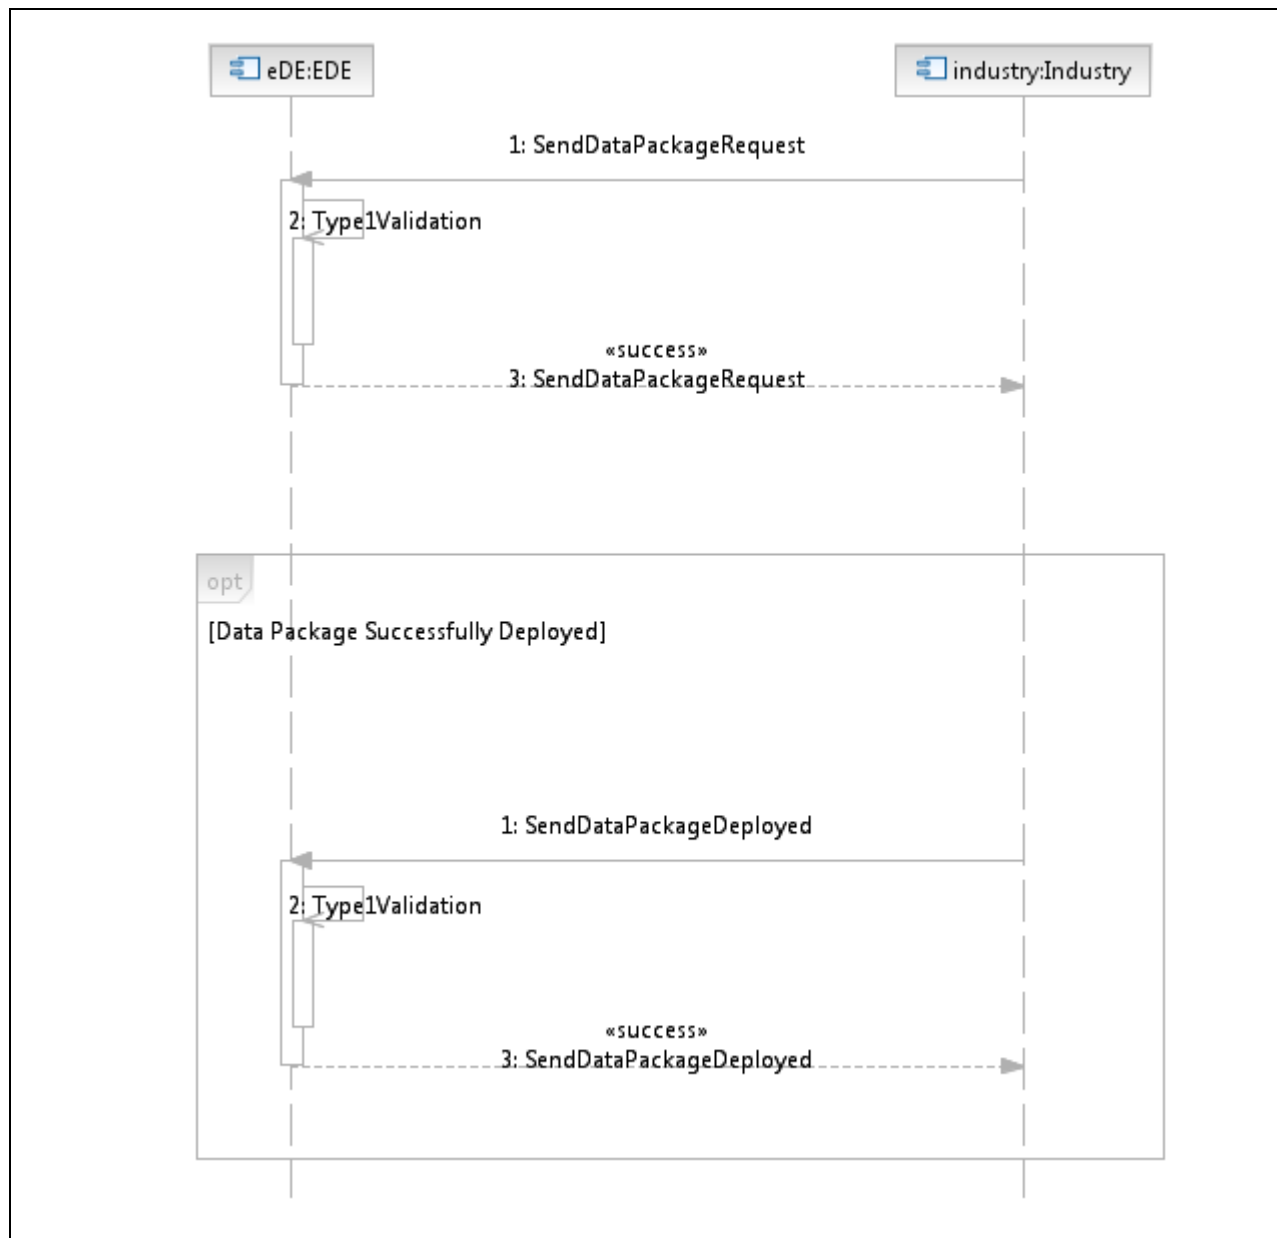 eDE:EDE
industry:Industry
1: SendDataPackageRequest
2: Type1Validation
«success»
3: SendDataPackageRequest
opt
[Data Package Successfully Deployed]
1: SendDataPackageDeployed
2: Type1Validation
«success»
3: SendDataPackageDeployed